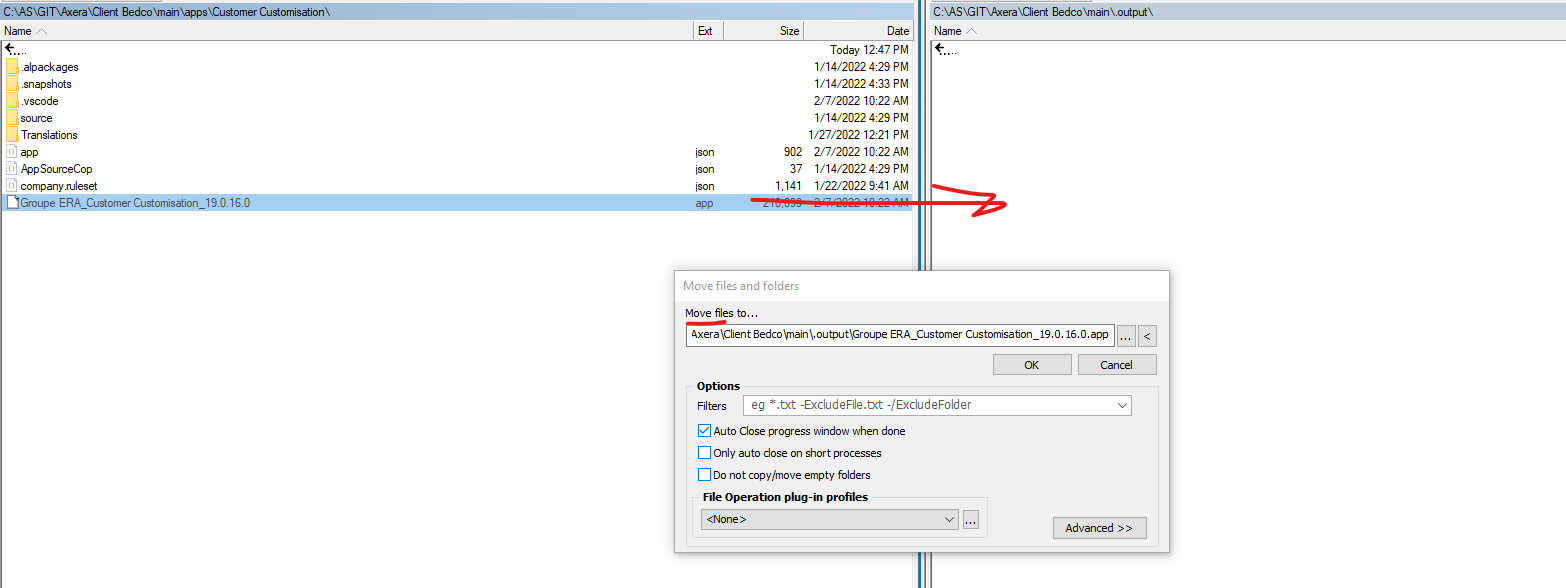 C:\AS\GIT\Axera\Client Bedco\main\apps\Customer Customisation\
Name Ext Size Date
.. Today 12:47 PM
.alpackages 1/14/2022 4:29 PM
.snapshots 1/14/2022 4:33 PM
.vscode 2/7/2022 10:22 AM
source 1/14/2022 4:29 PM
Translations 1/27/2022 12:21 PM
app json 902 2/7/2022 10:22 AM
AppSourceCop json 37 1/14/2022 4:29 PM
company.ruleset json 1,141 1/22/2022 9:41 AM
Groupe ERA_Customer Customisation_19.0.16.0 app 2/7/2022 10:22 AM
C:\AS\GIT\Axera\Client Bedco\main\.output\
Name
..
Move files and folders
Move files to...
Axera\Client Bedco\main\.output\Groupe ERA_Customer Customisation_19.0.16.0.app ... <
OK Cancel
Options
Filters eg *.txt -ExcludeFile.txt -/ExcludeFolder
Auto Close progress window when done
Only auto close on short processes
Do not copy/move empty folders
File Operation plug-in profiles
<None> ...
Advanced >>